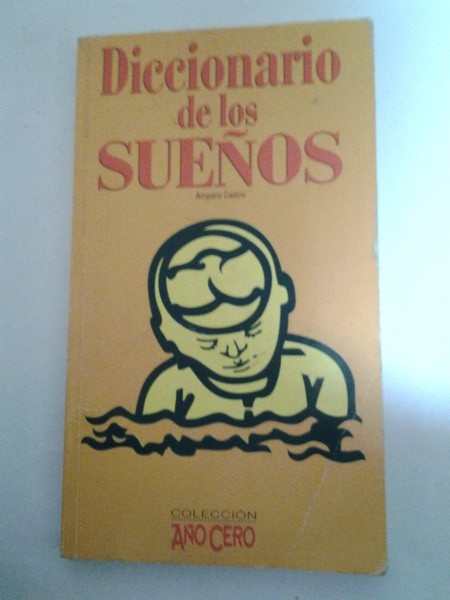 Diccionario
de los
SUEÑOS
Amparo Castro
COLECCIÓN
AÑO CERO